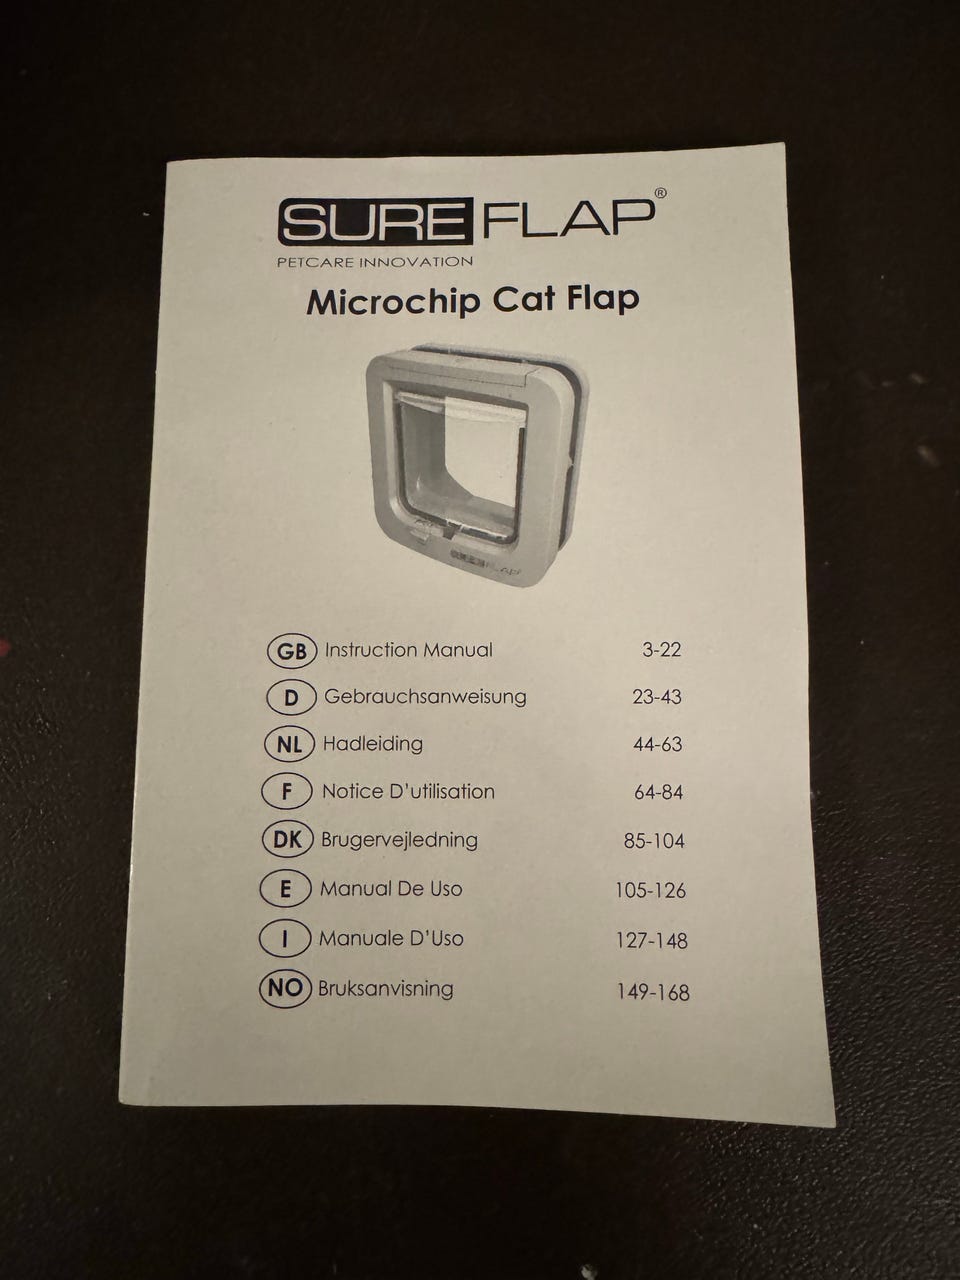 SUREFLAP®
PETCARE INNOVATION
Microchip Cat Flap
SUREFLAP
GB Instruction Manual 3-22
D Gebrauchsanweisung 23-43
NL Hadleiding 44-63
F Notice D'utilisation 64-84
DK Brugervejledning 85-104
E Manual De Uso 105-126
I Manuale D'Uso 127-148
NO Bruksanvisning 149-168